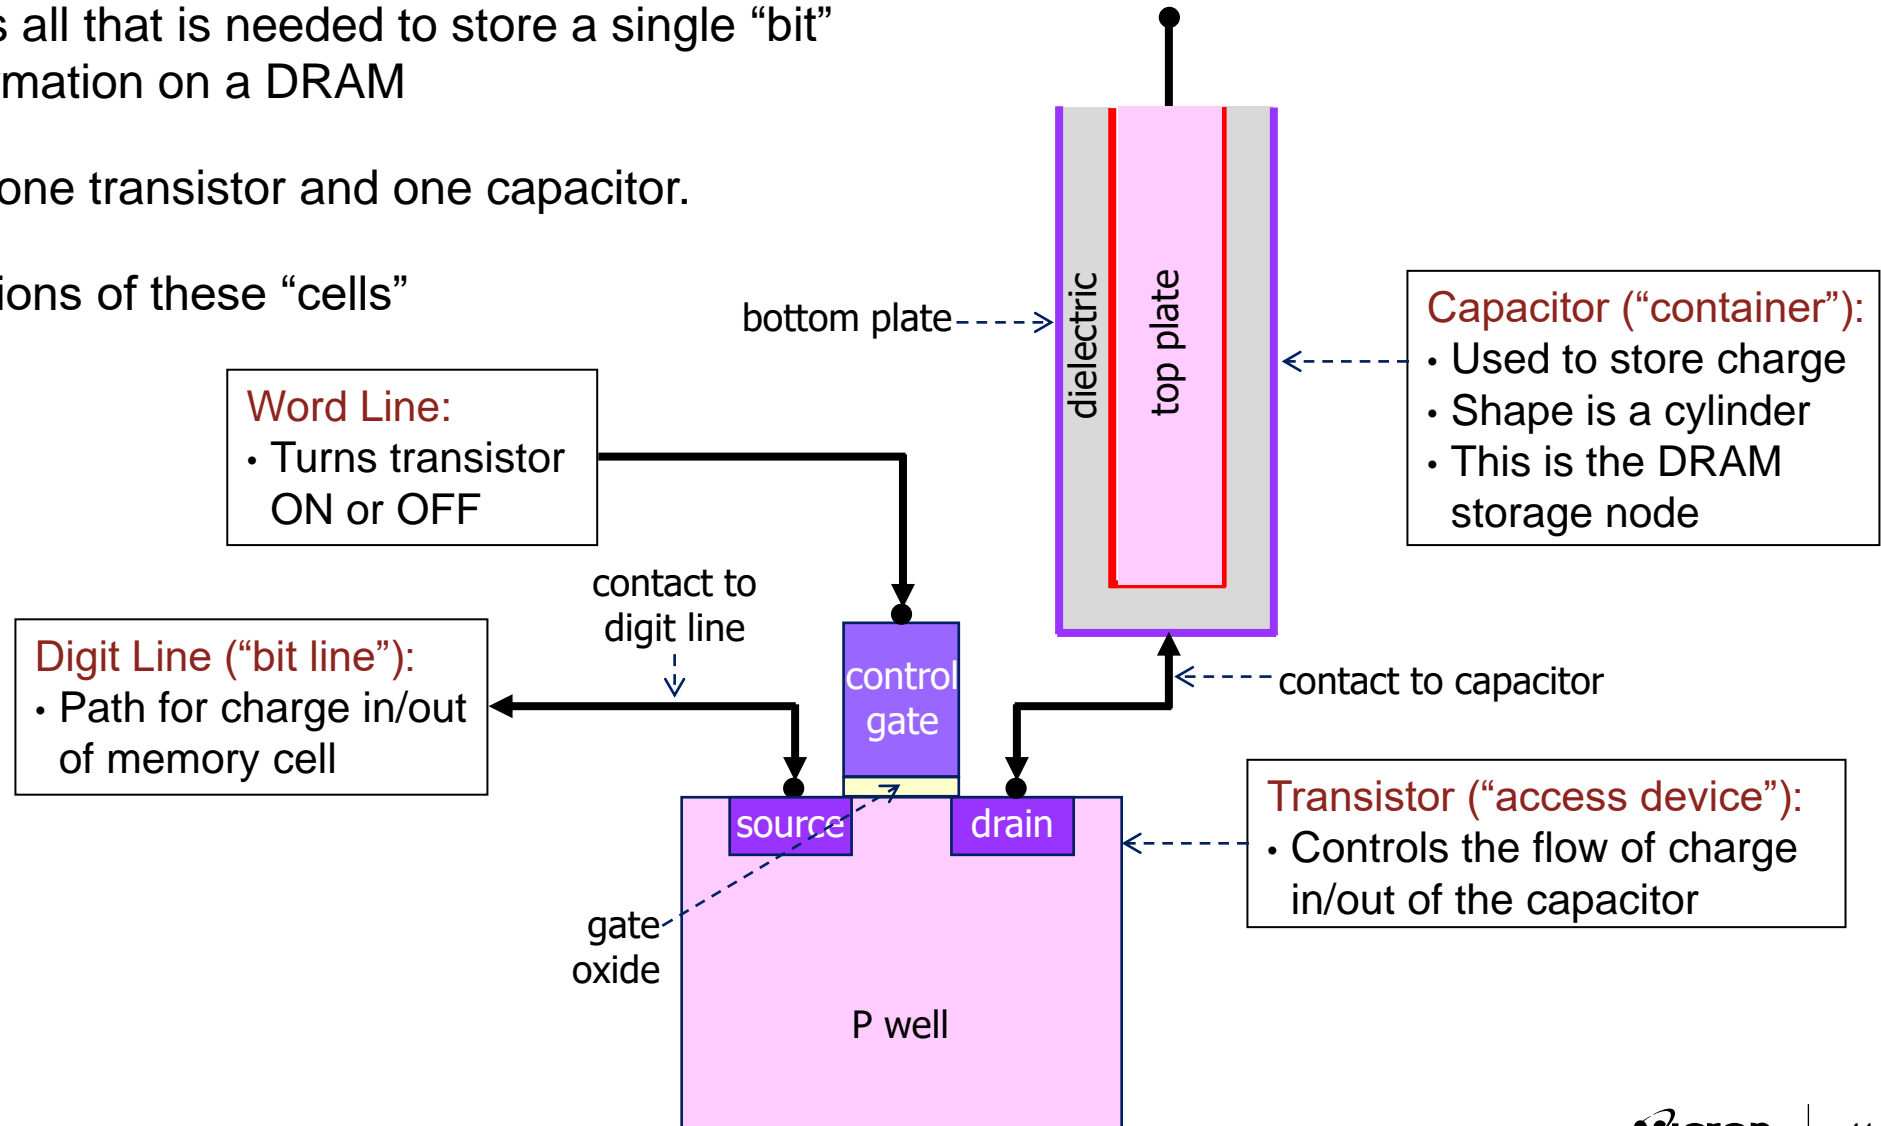 s all that is needed to store a single “bit”
rmation on a DRAM
one transistor and one capacitor.
ions of these “cells”
bottom plate
dielectric
top plate
Capacitor (“container”):
• Used to store charge
• Shape is a cylinder
• This is the DRAM
storage node
Word Line:
• Turns transistor
ON or OFF
contact to
digit line
Digit Line (“bit line”):
• Path for charge in/out
of memory cell
control
gate
contact to capacitor
source
drain
Transistor (“access device”):
• Controls the flow of charge
in/out of the capacitor
gate
oxide
P well